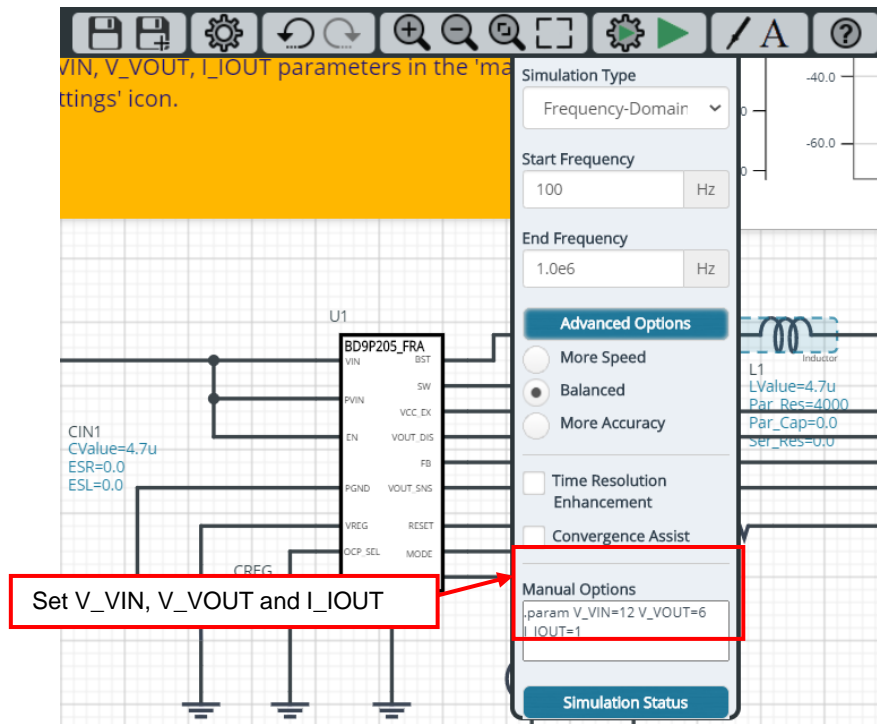 VIN, V_VOUT, I_IOUT parameters in the 'ma
ttings' icon.
A
?
Simulation Type
Frequency-Domain
Start Frequency
100 Hz
End Frequency
1.0e6 Hz
Advanced Options
More Speed
Balanced
More Accuracy
Time Resolution
Enhancement
Convergence Assist
Manual Options
.param V_VIN=12 V_VOUT=6
I_IOUT=1
Simulation Status
-40.0
-60.0
0
0
U1
BD9P205_FRA
VIN BST
SW
PVIN
VCC_EX
EN VOUT_DIS
FB
PGND VOUT_SNS
VREG RESET
OCP_SEL MODE
CIN1
CValue=4.7u
ESR=0.0
ESL=0.0
CREG
Inductor
L1
LValue=4.7u
Par_Res=4000
Par_Cap=0.0
Ser_Res=0.0
Set V_VIN, V_VOUT and I_IOUT